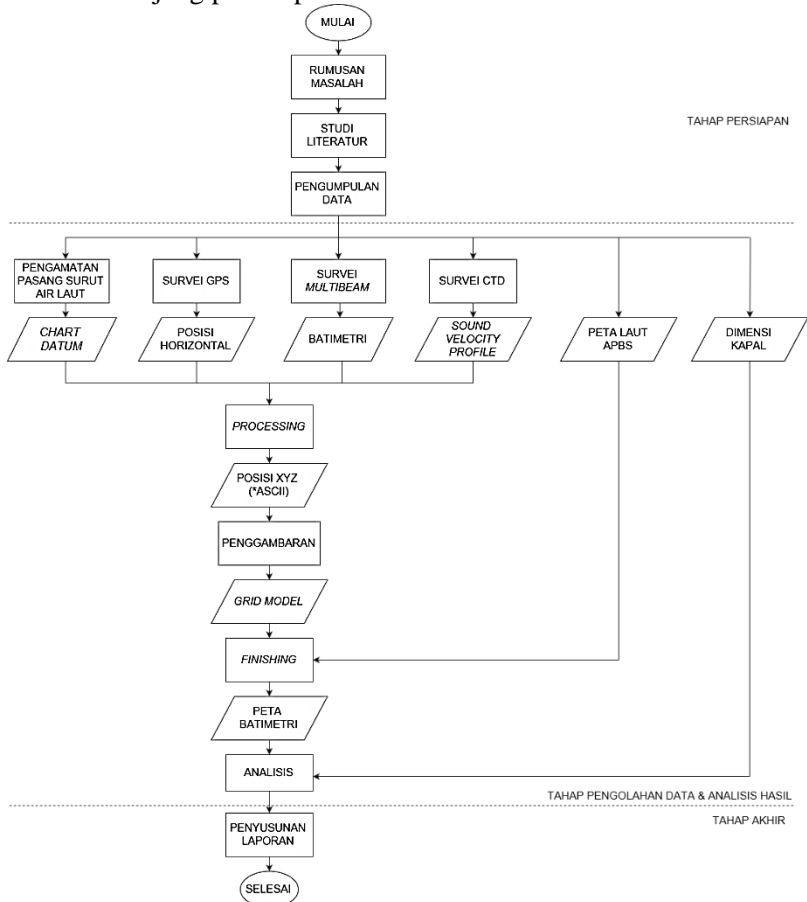 MULAI
RUMUSAN
MASALAH
STUDI
LITERATUR
PENGUMPULAN
DATA
TAHAP PERSIAPAN
PENGAMATAN
PASANG SURUT
AIR LAUT
SURVEI GPS
SURVEI
MULTIBEAM
SURVEI CTD
CHART
DATUM
POSISI
HORIZONTAL
BATIMETRI
SOUND
VELOCITY
PROFILE
PETA LAUT
APBS
DIMENSI
KAPAL
PROCESSING
POSISI XYZ
(*ASCII)
PENGGAMBARAN
GRID MODEL
FINISHING
PETA
BATIMETRI
ANALISIS
TAHAP PENGOLAHAN DATA & ANALISIS HASIL
TAHAP AKHIR
PENYUSUNAN
LAPORAN
SELESAI